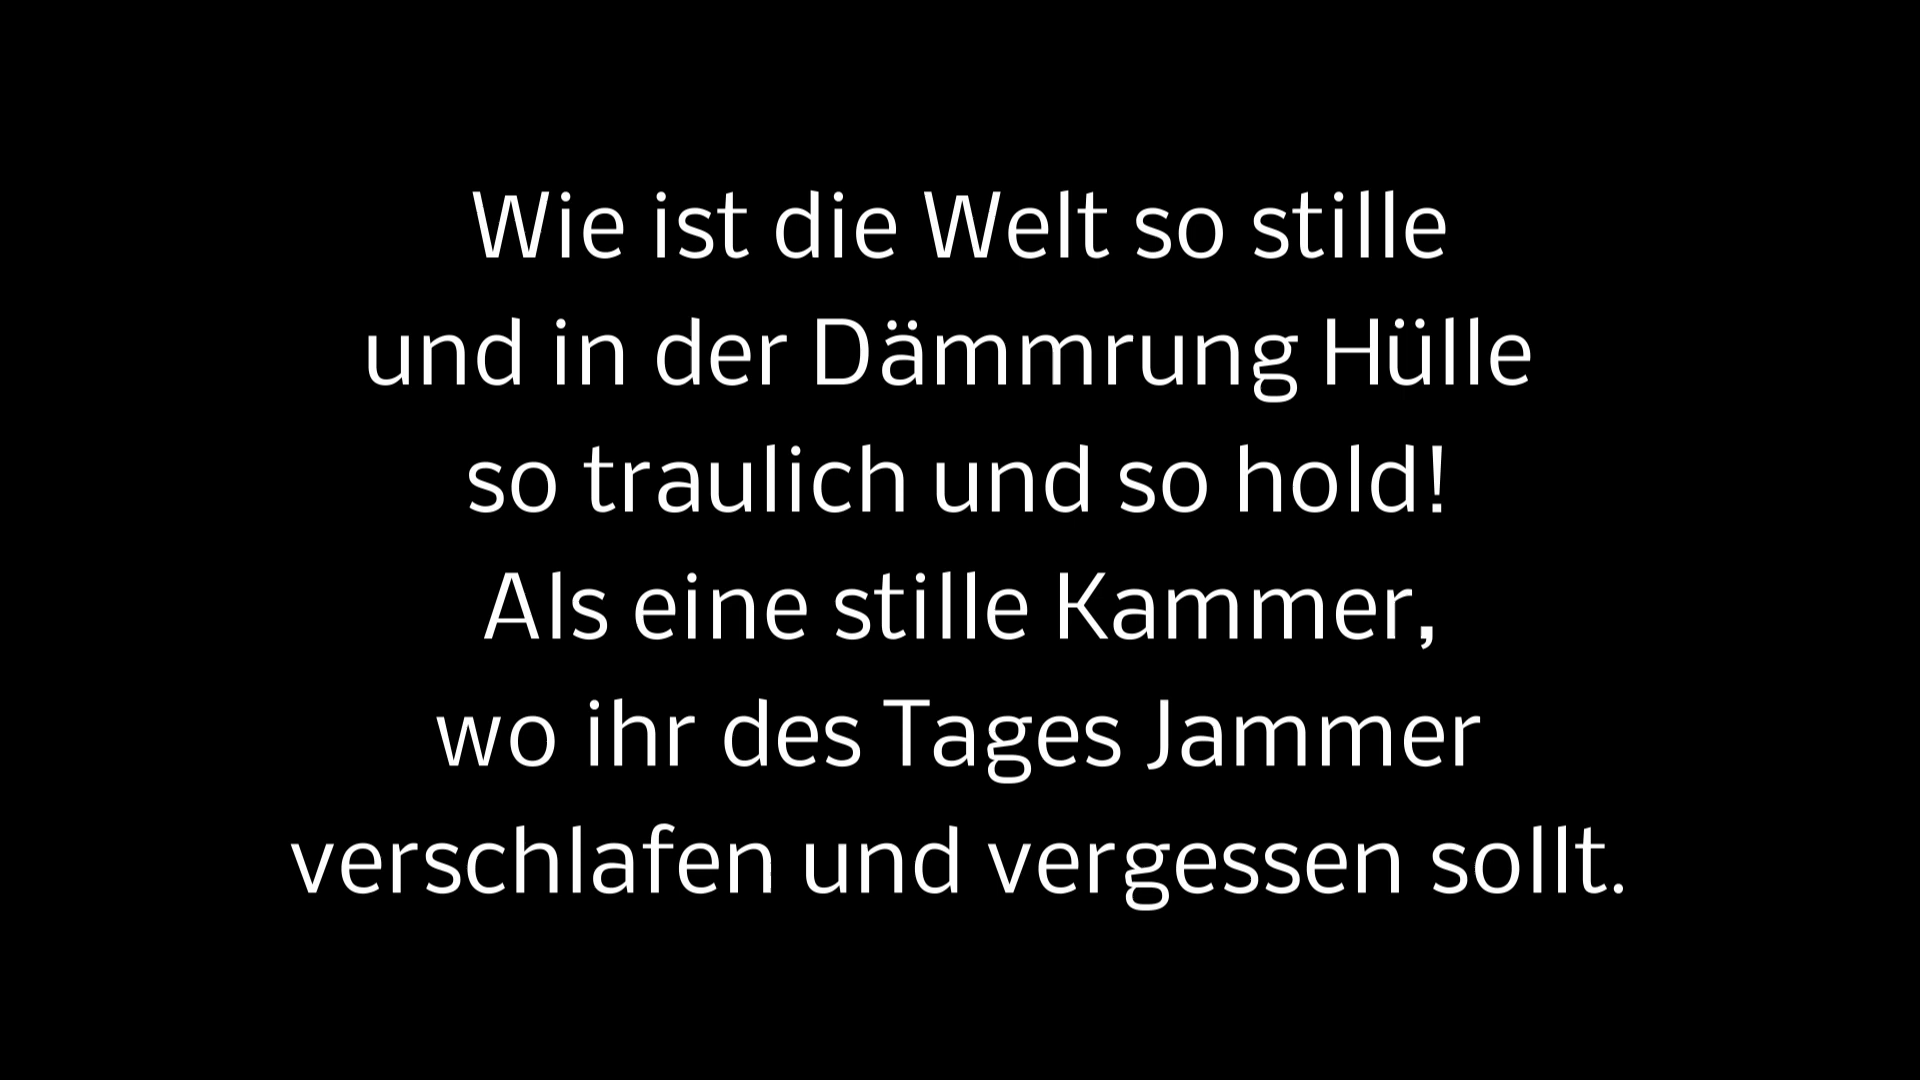 Wie ist die Welt so stille
und in der Dämmrung Hülle
so traulich und so hold!
Als eine stille Kammer,
wo ihr des Tages Jammer
verschlafen und vergessen sollt.